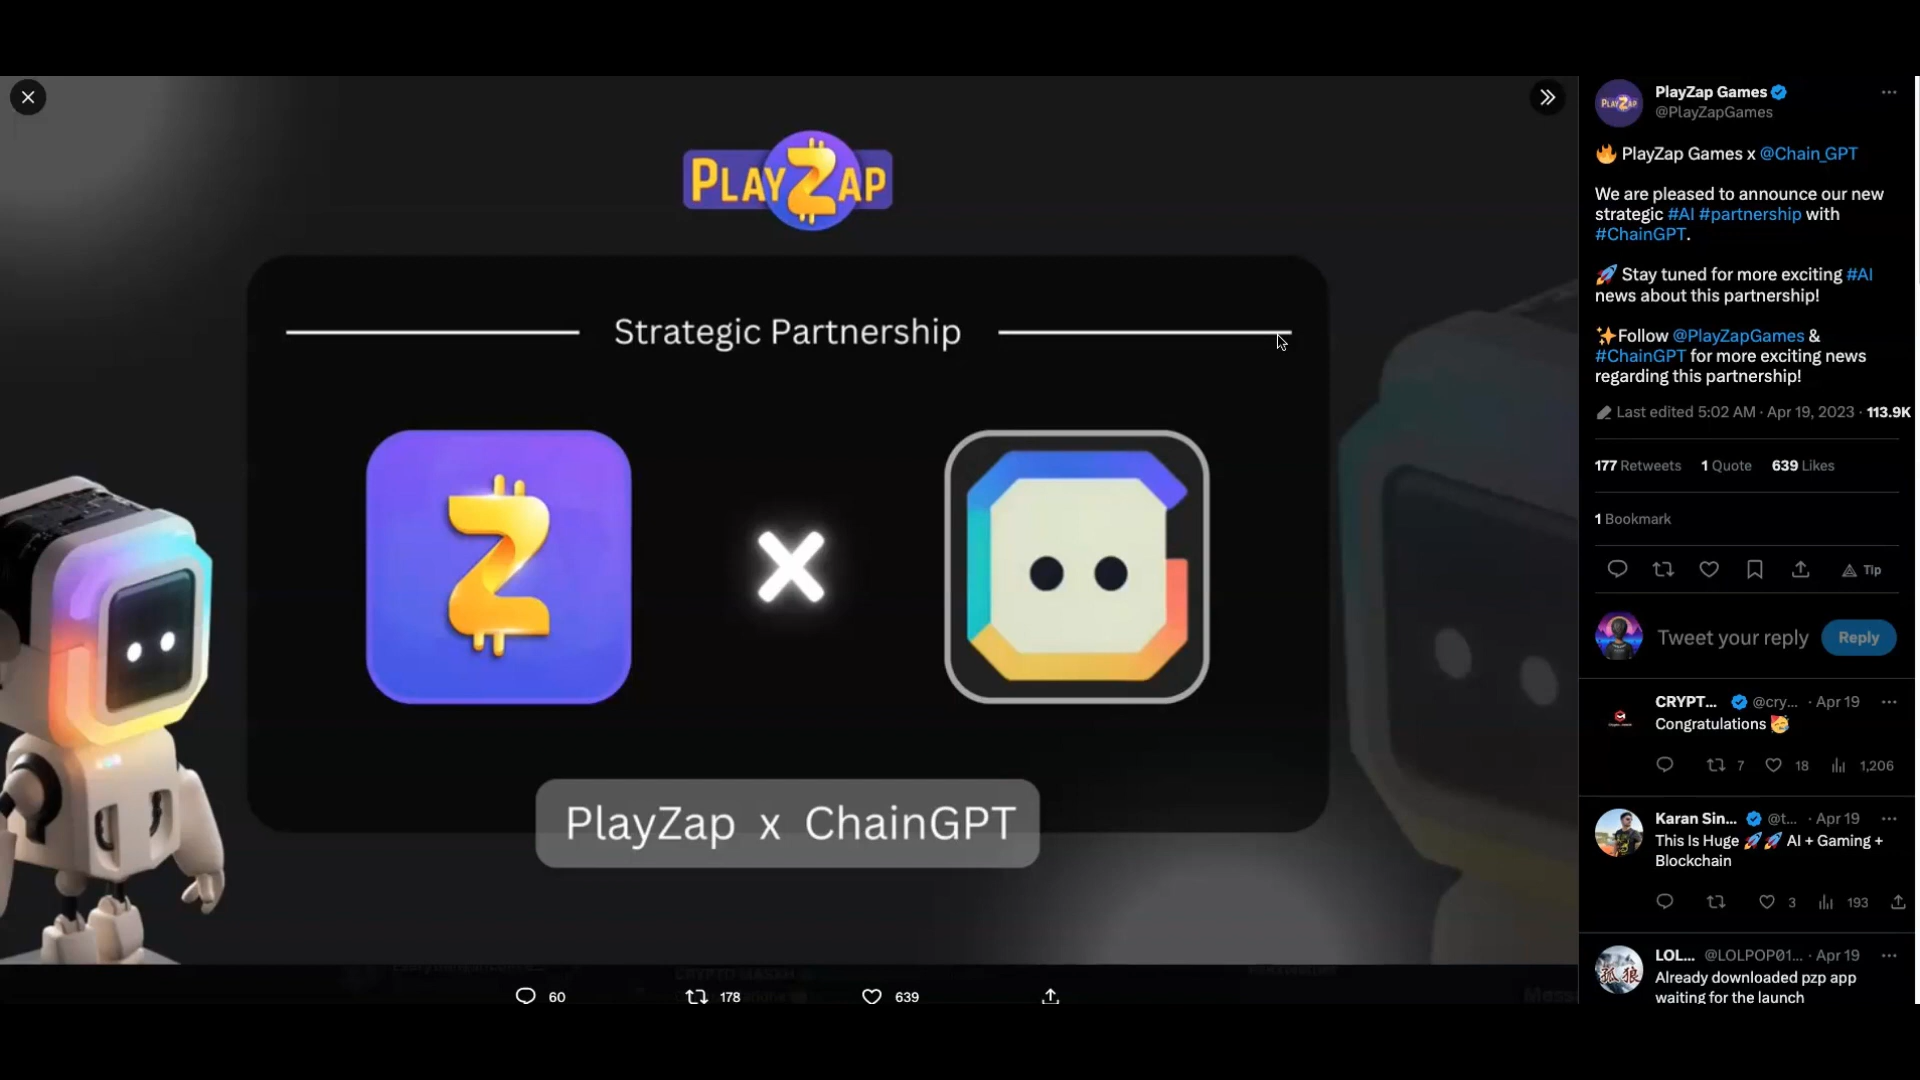 PLAYZAP
Strategic Partnership
Z
PlayZap x ChainGPT
60
178
639
PLAYZAP
PlayZap Games
@PlayZapGames
🔥 PlayZap Games x @Chain_GPT
We are pleased to announce our new
strategic #AI #partnership with
#ChainGPT.
🚀 Stay tuned for more exciting #AI
news about this partnership!
✨Follow @PlayZapGames &
#ChainGPT for more exciting news
regarding this partnership!
Last edited 5:02 AM · Apr 19, 2023 · 113.9K
177 Retweets 1 Quote 639 Likes
1 Bookmark
Tip
Tweet your reply
Reply
CRYPT... @cry... · Apr 19
Congratulations 🥳
7 18 1,206
Karan Sin... @t... · Apr 19
This Is Huge 🚀🚀 AI + Gaming +
Blockchain
3 193
孤狼
LOL... @LOLPOP01... · Apr 19
Already downloaded pzp app
waiting for the launch